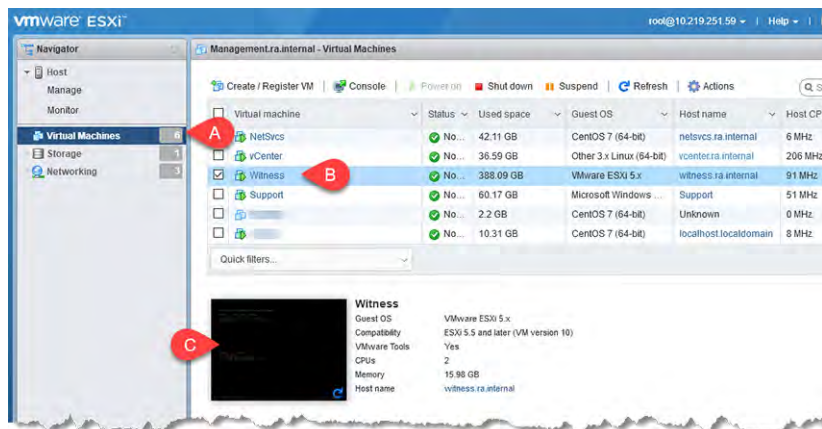 vmware ESXi™
root@10.219.251.59 | Help
Navigator
Management.ra.internal - Virtual Machines
Host
Manage
Monitor
Virtual Machines 6
Storage 1
Networking 3
Create / Register VM | Console | Power on Shut down Suspend | Refresh | Actions
Virtual machine Status Used space Guest OS Host name Host CP
NetSvcs No... 42.11 GB CentOS 7 (64-bit) netsvcs.ra.internal 6 MHz
vCenter No... 36.59 GB Other 3.x Linux (64-bit) vcenter.ra.internal 206 MHz
Witness No... 388.09 GB VMware ESXi 5.x witness.ra.internal 91 MHz
Support No... 60.17 GB Microsoft Windows ... Support 51 MHz
No... 2.2 GB CentOS 7 (64-bit) Unknown 0 MHz
No... 10.31 GB CentOS 7 (64-bit) localhost.localdomain 8 MHz
Quick filters...
A
B
C
Witness
Guest OS VMware ESXi 5.x
Compatibility ESXi 5.5 and later (VM version 10)
VMware Tools Yes
CPUs 2
Memory 15.98 GB
Host name witness.ra.internal